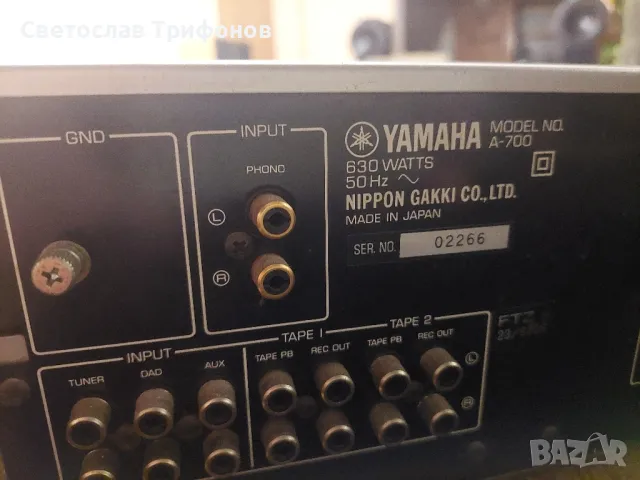 Светослав Трифонов
GND
INPUT
PHONO
L
R
YAMAHA
MODEL NO.
A-700
630 WATTS
50 Hz
NIPPON GAKKI CO., LTD.
MADE IN JAPAN
SER. NO. 02266
INPUT
TAPE 1
TAPE 2
TUNER
DAD
AUX
TAPE PB
REC OUT
TAPE PB
REC OUT
L
R
BAZAR
bg